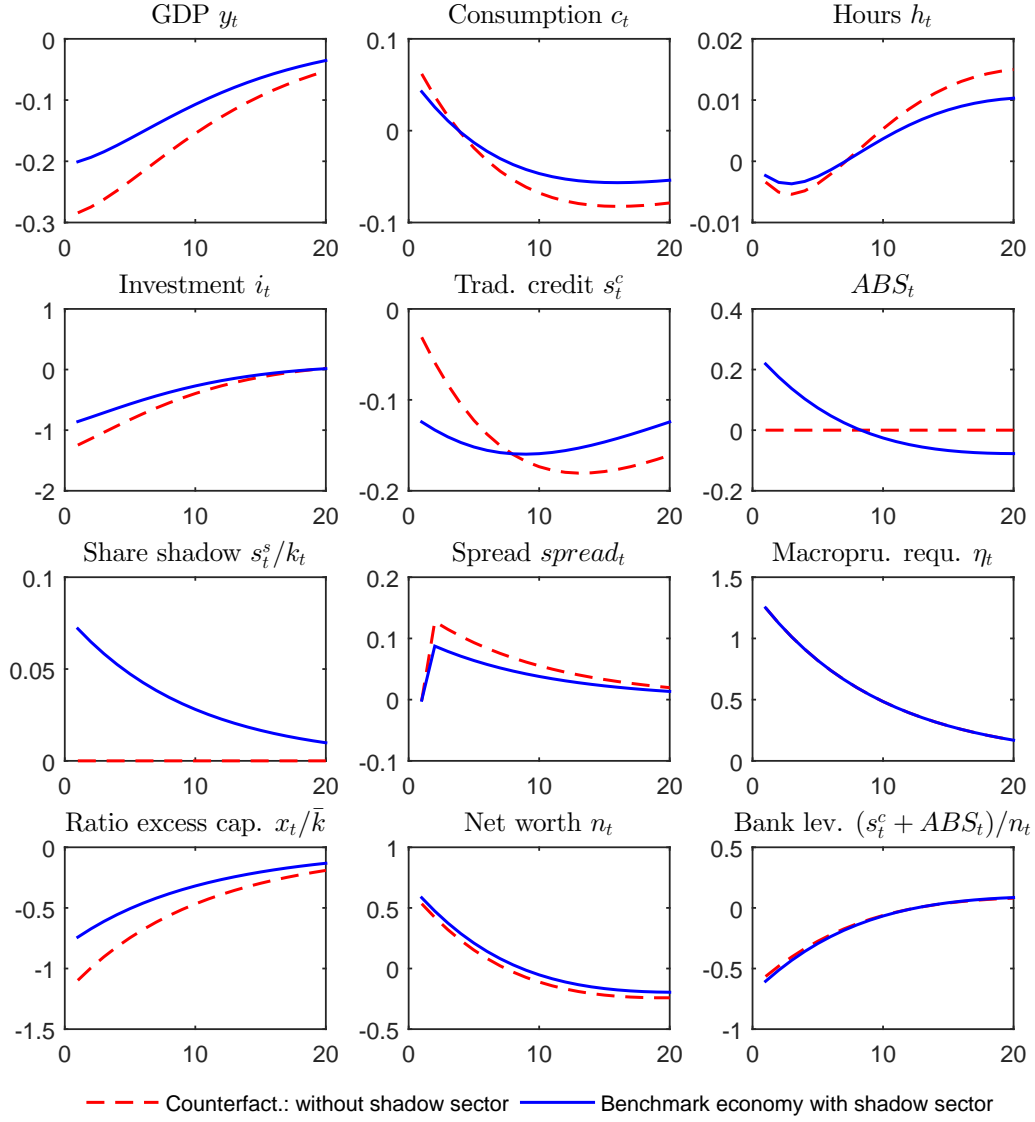 GDP y_t Consumption c_t Hours h_t
0 0.1 0.02
-0.1 0 0.01
-0.2 0
-0.3 -0.1 -0.01
0 10 20 0 10 20 0 10 20
Investment i_t Trad. credit s_t^c ABS_t
1 -0 0.4
0 -0.1 0.2
-1 0
-2 -0.2 -0.2
0 10 20 0 10 20 0 10 20
Share shadow s_t^s/k_t Spread spread_t Macropru. requ. η_t
0.1 0.2 1.5
0.05 0.1 1
0 0.5
0 -0.1 0
0 10 20 0 10 20 0 10 20
Ratio excess cap. x_t/k̄ Net worth n_t Bank lev. (s_t^c + ABS_t)/n_t
0 1 0.5
-0.5 0.5 0
-1 0 -0.5
-1.5 -0.5 -1
0 10 20 0 10 20 0 10 20
Counterfact.: without shadow sector Benchmark economy with shadow sector